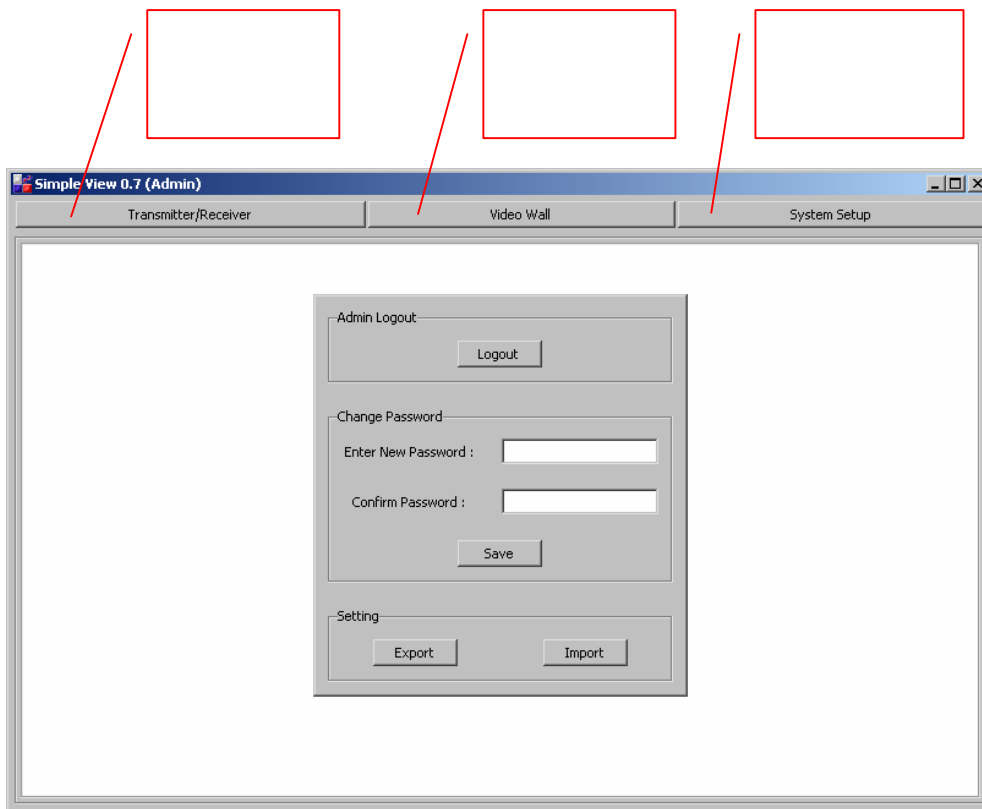 Simple View 0.7 (Admin)
Transmitter/Receiver Video Wall System Setup
Admin Logout
Logout
Change Password
Enter New Password :
Confirm Password :
Save
Setting
Export Import